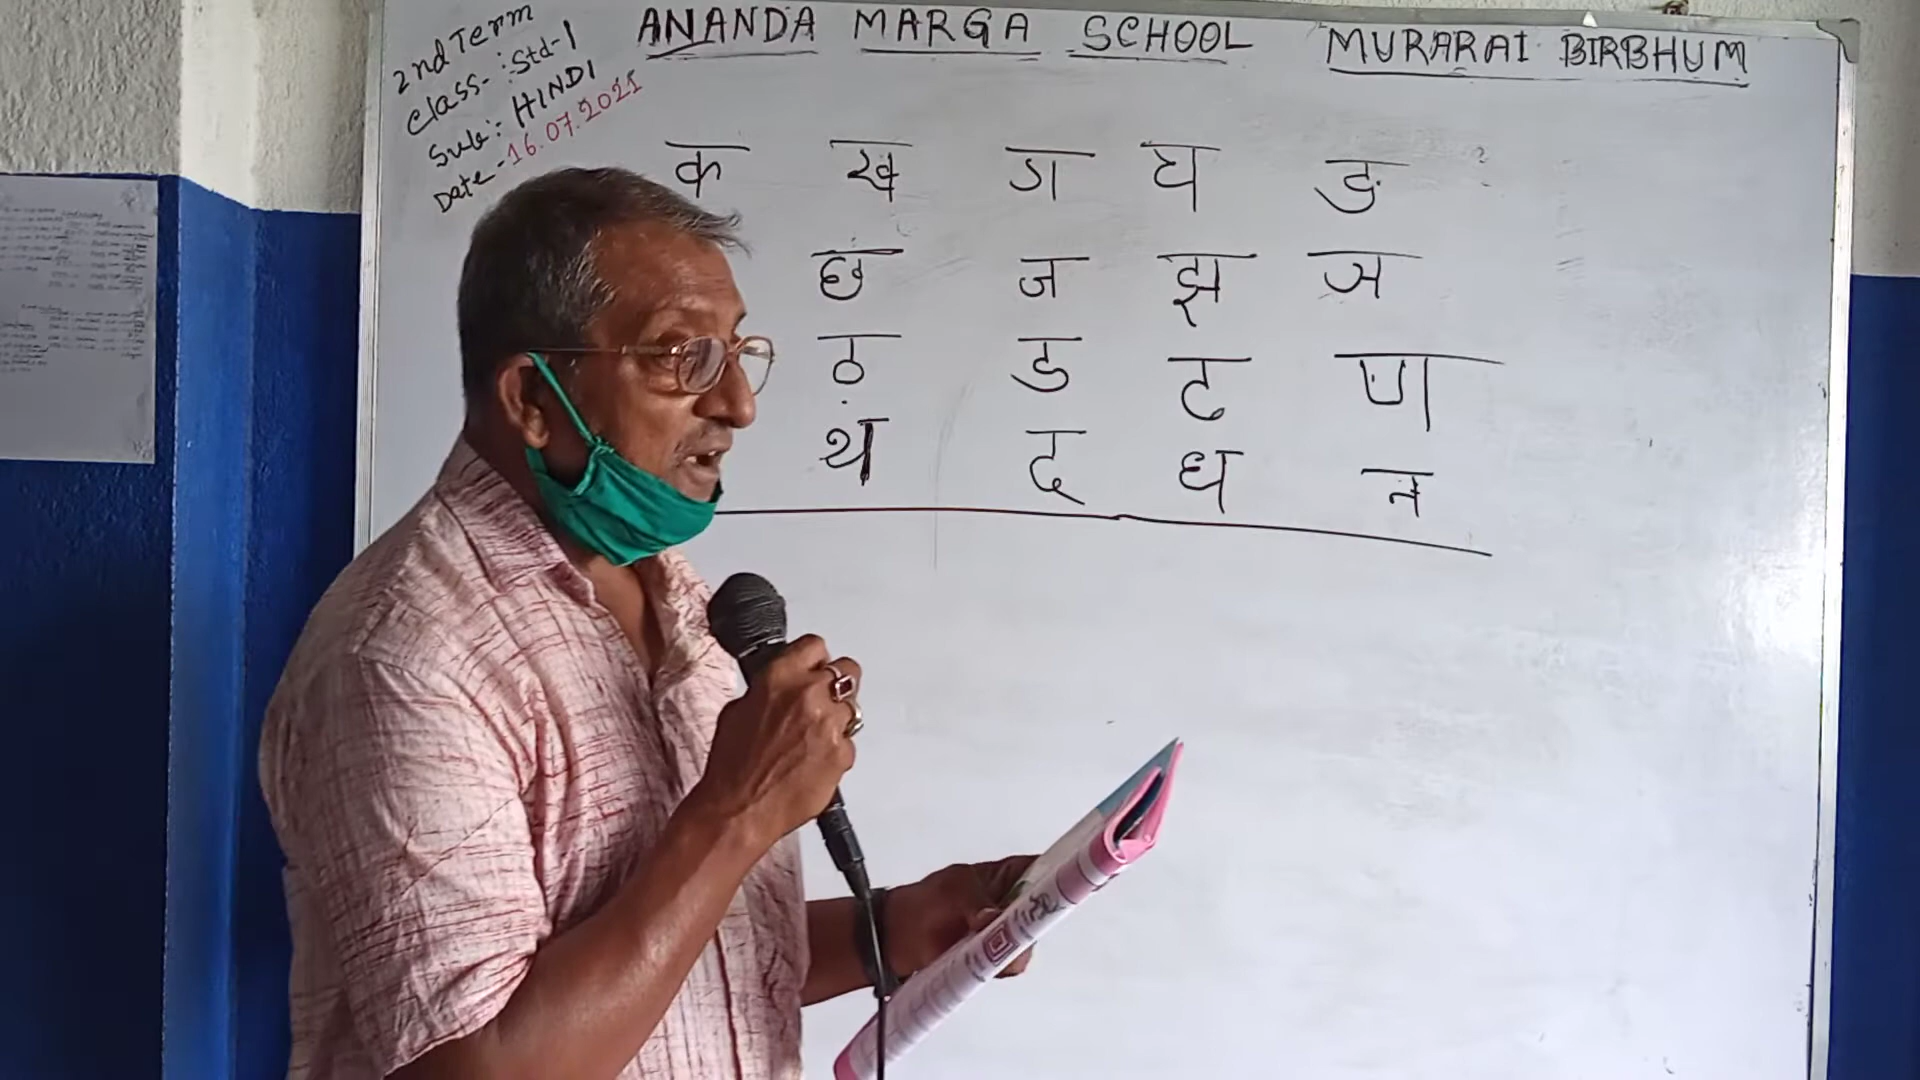 2nd Term
Class-: Std-1
Sub: HINDI
Date-16.07.2021
ANANDA MARGA SCHOOL MURARAI BIRBHUM
क ख ग घ ङ
छ ज झ ञ
ठ ड ढ ण
थ द ध न